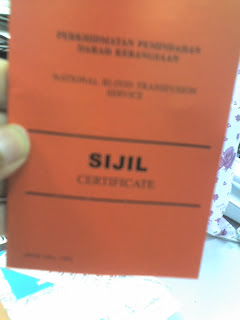 PERKHIDMATAN PEMINDAHAN
DARAH KEBANGSAAN
NATIONAL BLOOD TRANSFUSION
SERVICE
SIJIL
CERTIFICATE